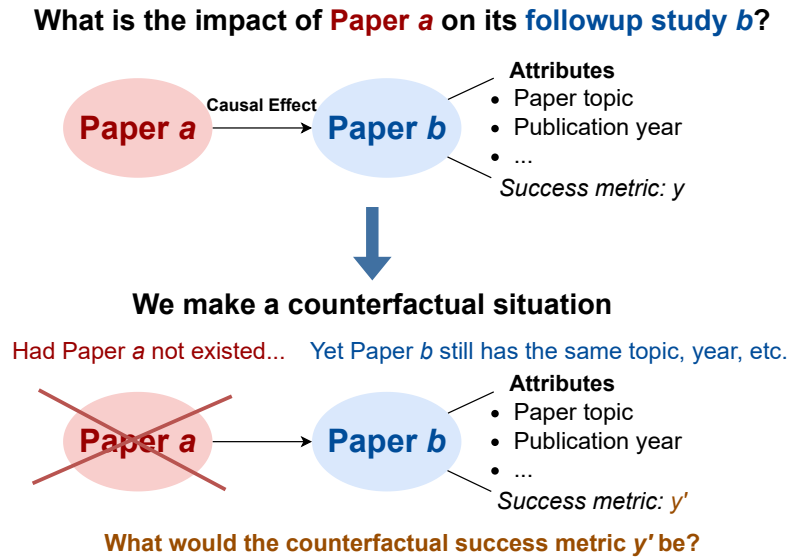 What is the impact of Paper a on its followup study b?
Attributes
Causal Effect
Paper a
Paper b
• Paper topic
• Publication year
• ...
Success metric: y
We make a counterfactual situation
Had Paper a not existed...
Yet Paper b still has the same topic, year, etc.
Attributes
Paper a
Paper b
• Paper topic
• Publication year
• ...
Success metric: y'
What would the counterfactual success metric y' be?